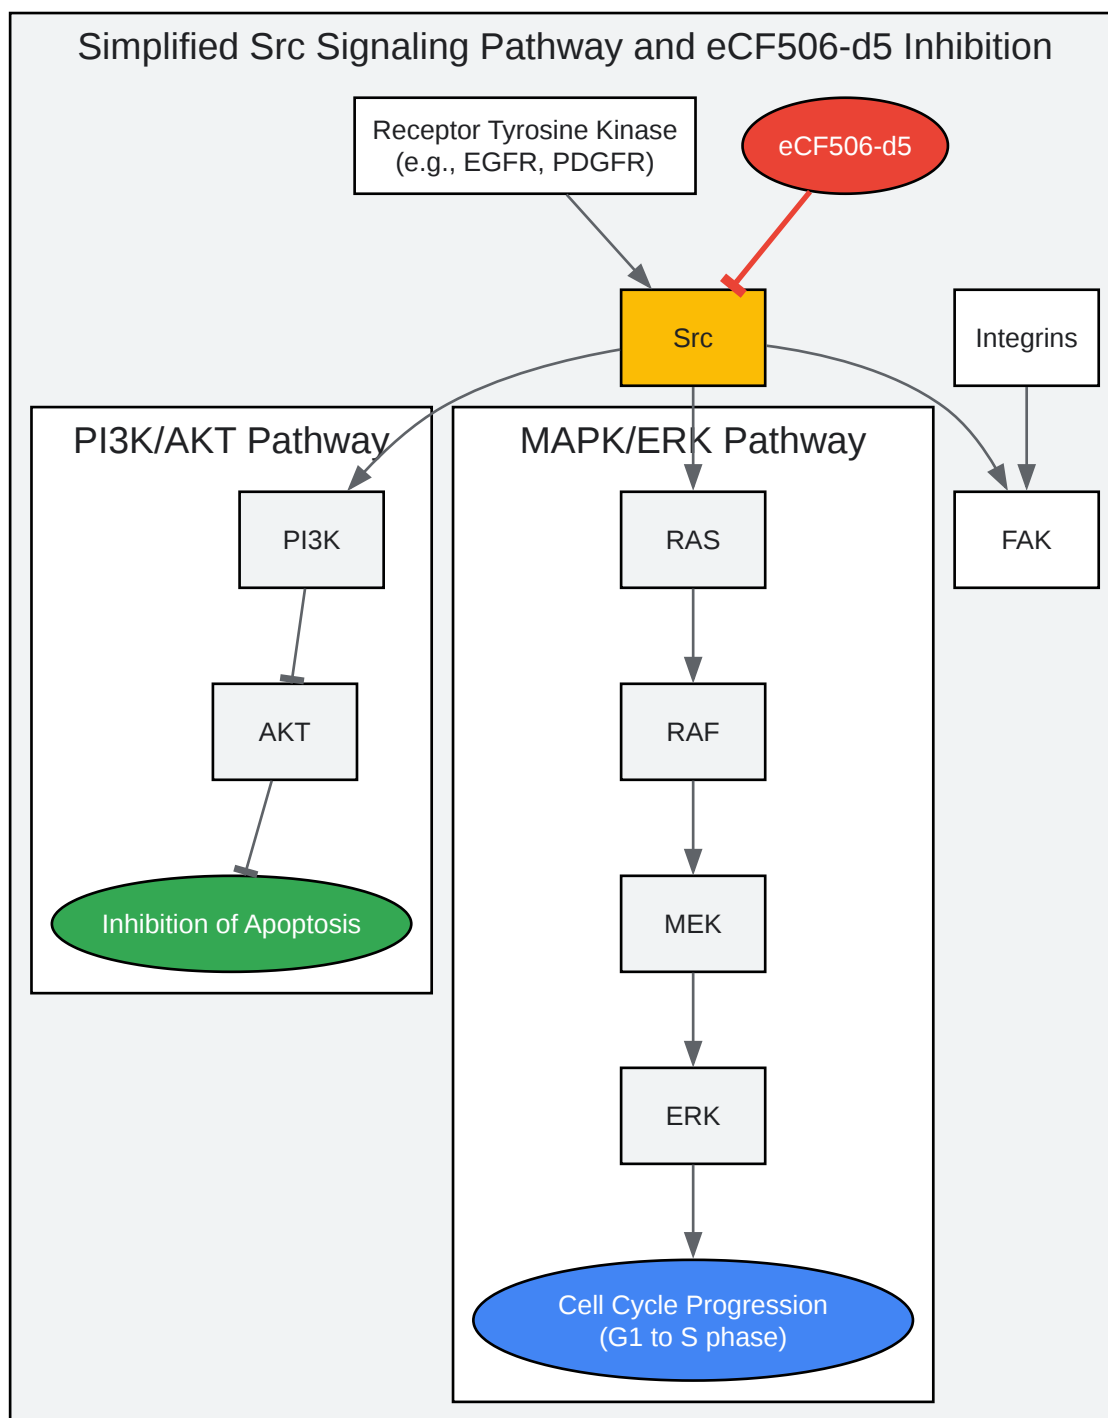 Simplified Src Signaling Pathway and eCF506-d5 Inhibition
Receptor Tyrosine Kinase
(e.g., EGFR, PDGFR)
eCF506-d5
Src
Integrins
PI3K/AKT Pathway
MAPK/ERK Pathway
PI3K
RAS
FAK
AKT
RAF
Inhibition of Apoptosis
MEK
ERK
Cell Cycle Progression
(G1 to S phase)